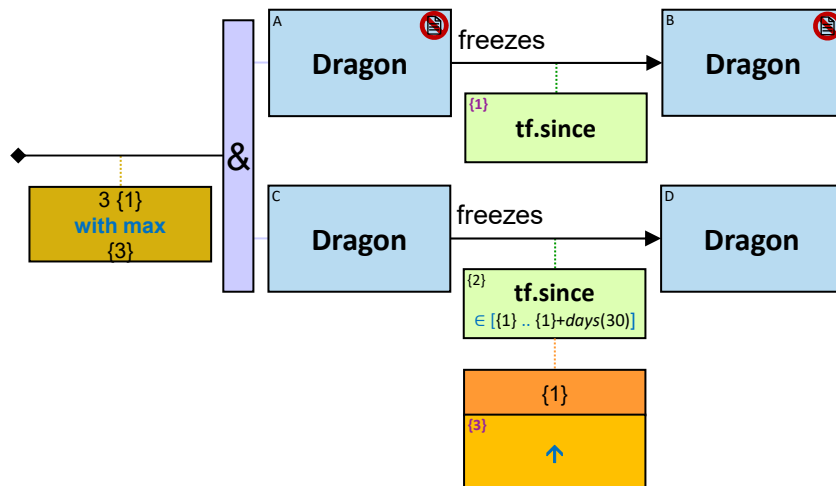 A
Dragon
freezes
B
Dragon
{1}
tf.since
&
3 {1}
with max
{3}
C
Dragon
freezes
D
Dragon
{2}
tf.since
∈ [{1} .. {1}+days(30)]
{1}
{3}
↑